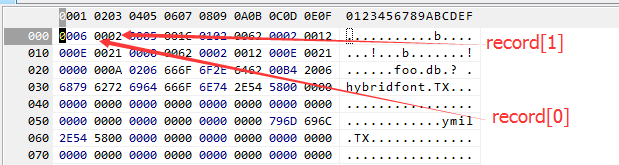 0001 0203 0405 0607 0809 0A0B 0C0D 0E0F 0123456789ABCDEF
000 0006 0002 0062 0002 0012 ...........b....
record[1]
010 000E 0021 0062 0002 0012 000E 0021 ...!...b.......!
020 0000 000A 0206 666F 6F2E 6462 00B4 2006 ......foo.db.? .
030 6879 6272 6964 666F 6E74 2E54 5800 0000 hybridfont.TX...
040 0000 0000 0000 0000 0000 0000 0000 0000 ................
record[0]
050 0000 0000 0000 0000 0000 0000 796D 696C ............ymil
060 2E54 5800 0000 0000 0000 0000 0000 0000 .TX.............
070 0000 0000 0000 0000 0000 0000 0000 0000 ................